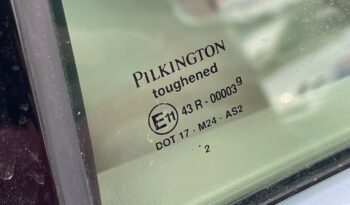 PILKINGTON
toughened
E11 43 R - 00003 9
DOT 17 - M24 - AS2
. 2